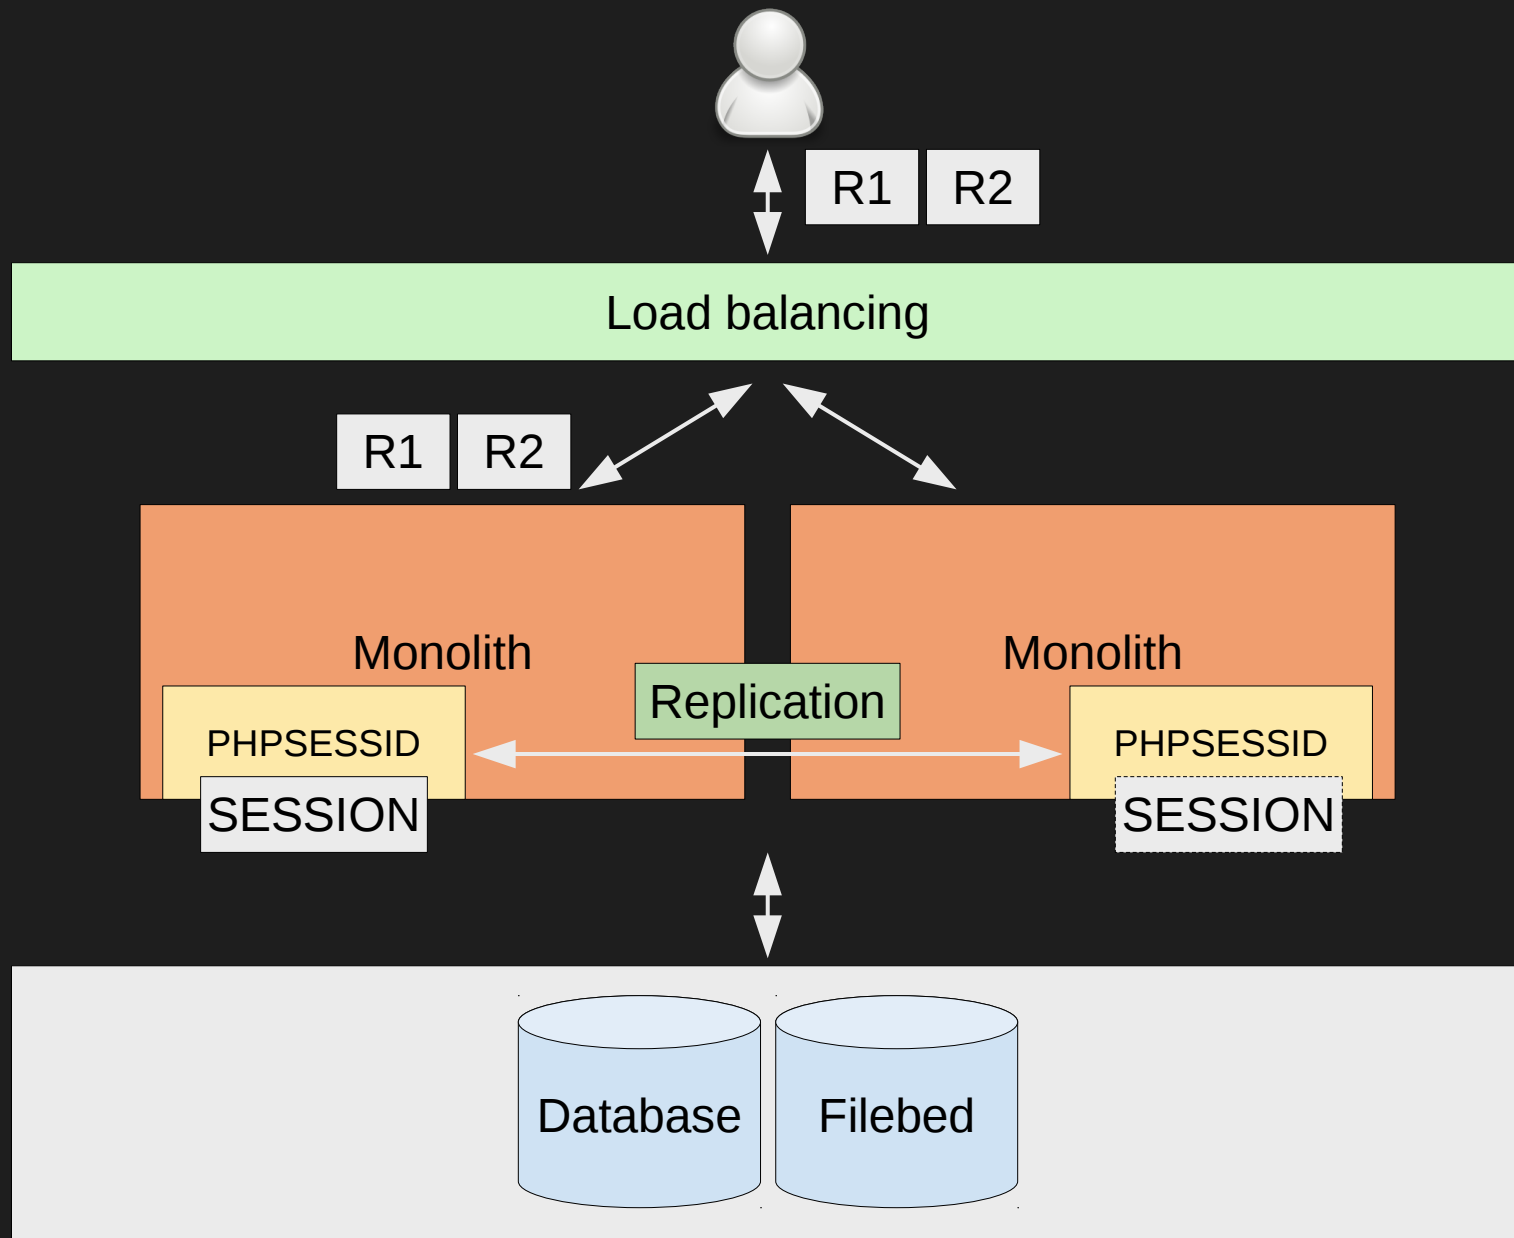 R1
R2
Load balancing
R1
R2
Monolith
Monolith
Replication
PHPSESSID
PHPSESSID
SESSION
SESSION
Database
Filebed